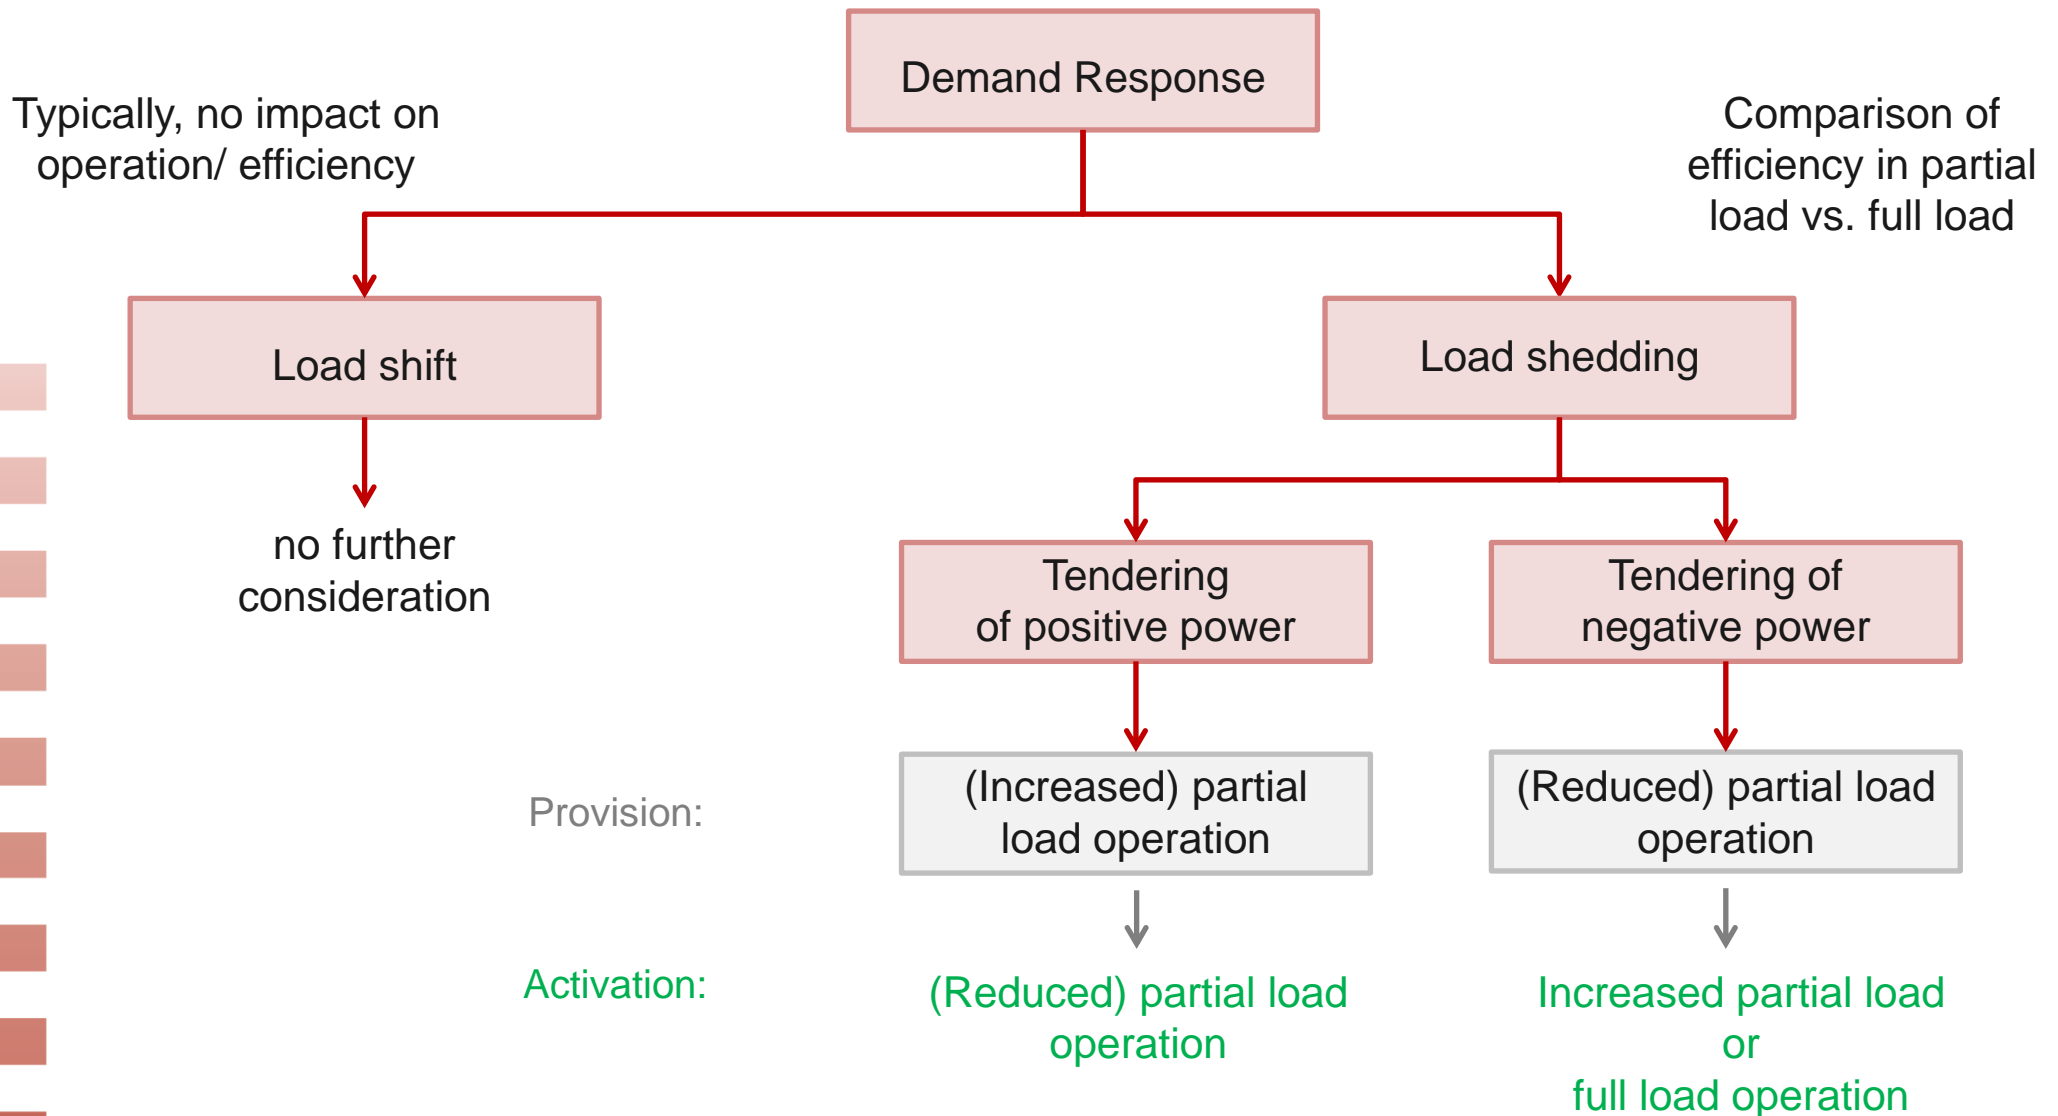 Demand Response
Typically, no impact on
operation/ efficiency
Comparison of
efficiency in partial
load vs. full load
Load shift
Load shedding
no further
consideration
Tendering
of positive power
Tendering of
negative power
Provision:
(Increased) partial
load operation
(Reduced) partial load
operation
Activation:
(Reduced) partial load
operation
Increased partial load
or
full load operation